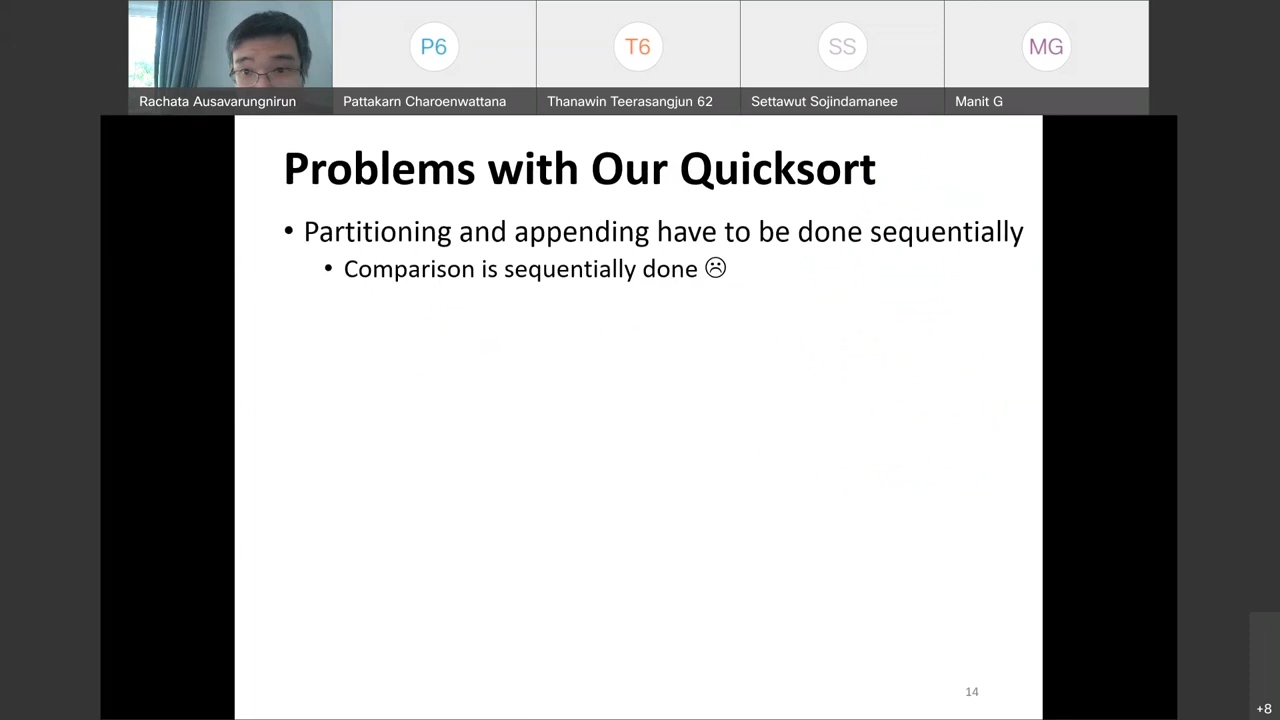 P6
T6
SS
MG
Rachata Ausavarungnirun
Pattakarn Charoenwattana
Thanawin Teerasangjun 62
Settawut Sojindamanee
Manit G
Problems with Our Quicksort
• Partitioning and appending have to be done sequentially
• Comparison is sequentially done ☹
14
+8